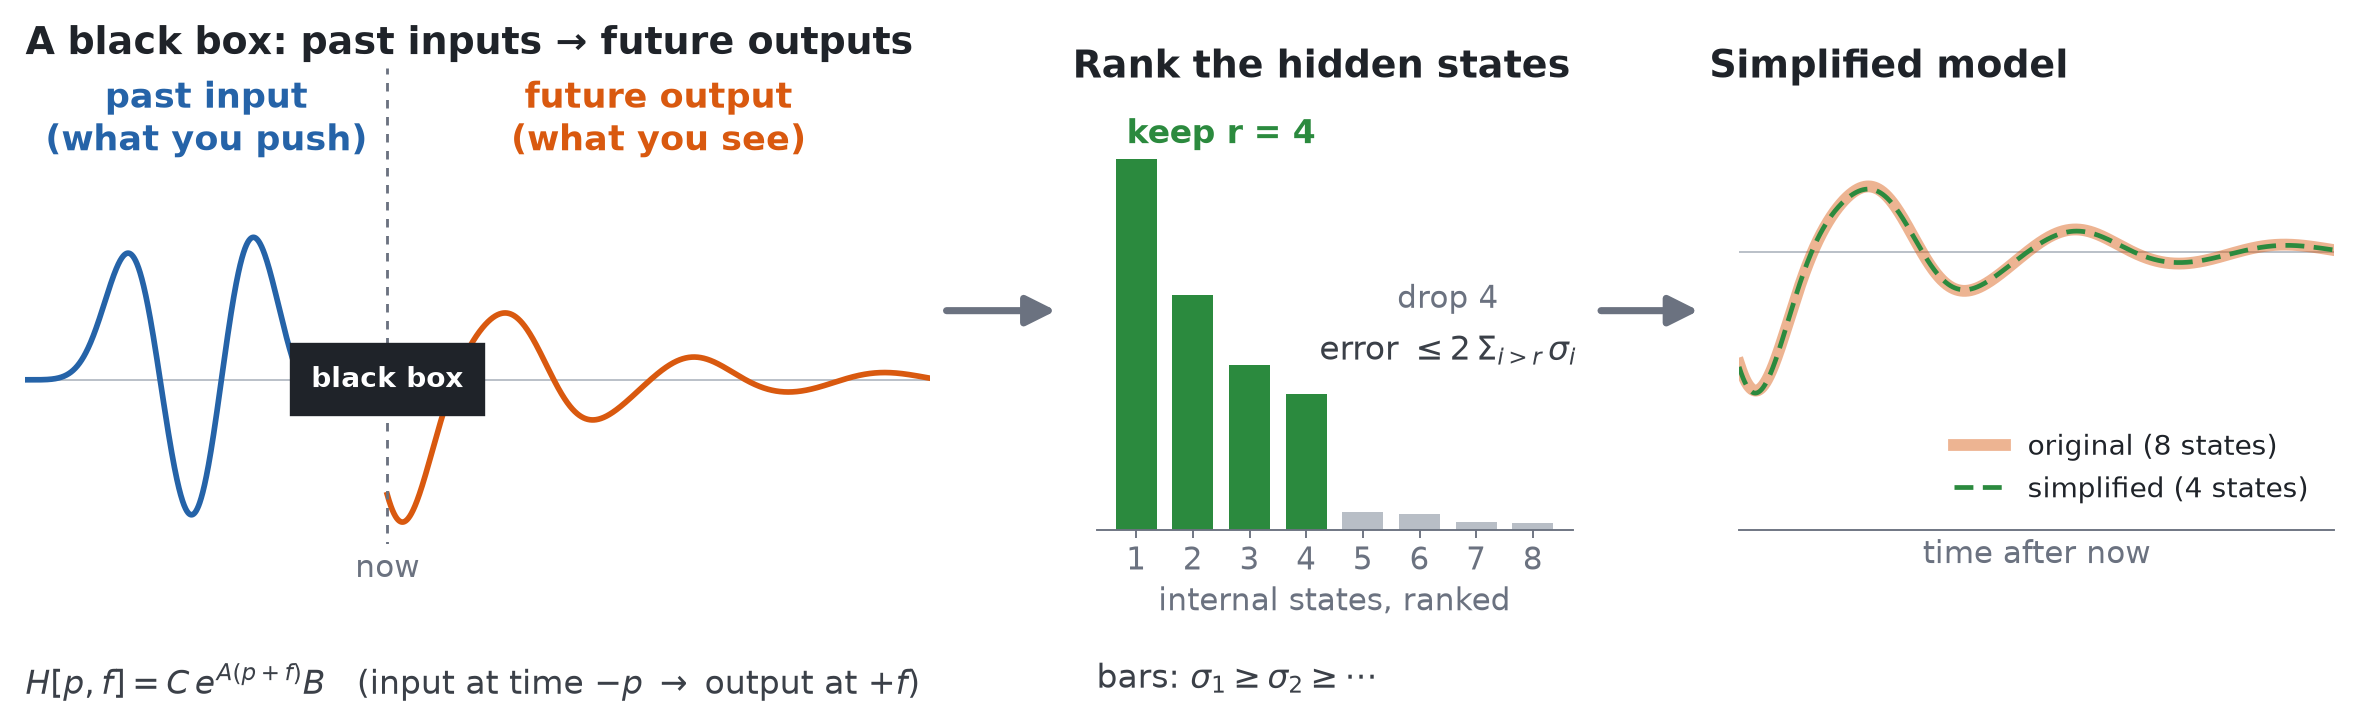 A black box: past inputs → future outputs
past input
(what you push)
future output
(what you see)
black box
now
H[p, f] = C e^{A(p + f)} B (input at time −p → output at +f)
Rank the hidden states
keep r = 4
drop 4
error ≤ 2 Σ_{i > r} σ_i
1 2 3 4 5 6 7 8
internal states, ranked
bars: σ₁ ≥ σ₂ ≥ ⋯
Simplified model
original (8 states)
simplified (4 states)
time after now